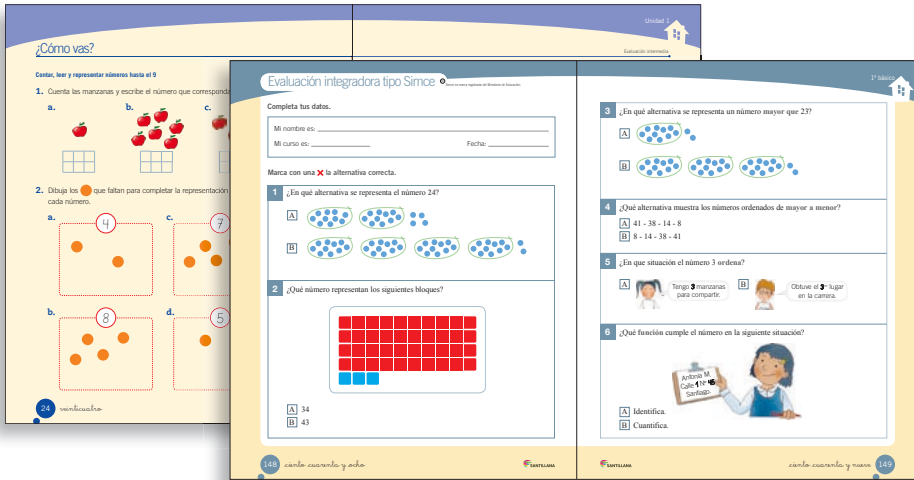 Unidad 1
¿Cómo vas?
Evaluación intermedia
Contar, leer y representar números hasta el 9
1. Cuenta las manzanas y escribe el número que corresponda
a.
b.
c.
2. Dibuja los que faltan para completar la representación
cada número.
a.
4
c.
7
b.
8
d.
5
24 veinticuatro
Evaluación integradora tipo Simce
Completa tus datos.
Mi nombre es:
Mi curso es:
Fecha:
Marca con una X la alternativa correcta.
1 ¿En qué alternativa se representa el número 24?
A
B
2 ¿Qué número representan los siguientes bloques?
A 34
B 43
148 ciento cuarenta y ocho
SANTILLANA
1º básico
3 ¿En qué alternativa se representa un número mayor que 23?
A
B
4 ¿Qué alternativa muestra los números ordenados de mayor a menor?
A 41 - 38 - 14 - 8
B 8 - 14 - 38 - 41
5 ¿En que situación el número 3 ordena?
A Tengo 3 manzanas
para compartir.
B Obtuve el 3er lugar
en la carrera.
6 ¿Qué función cumple el número en la siguiente situación?
Antonia M.
Calle 1 Nº 45
Santiago.
A Identifica.
B Cuantifica.
SANTILLANA
ciento cuarenta y nueve 149